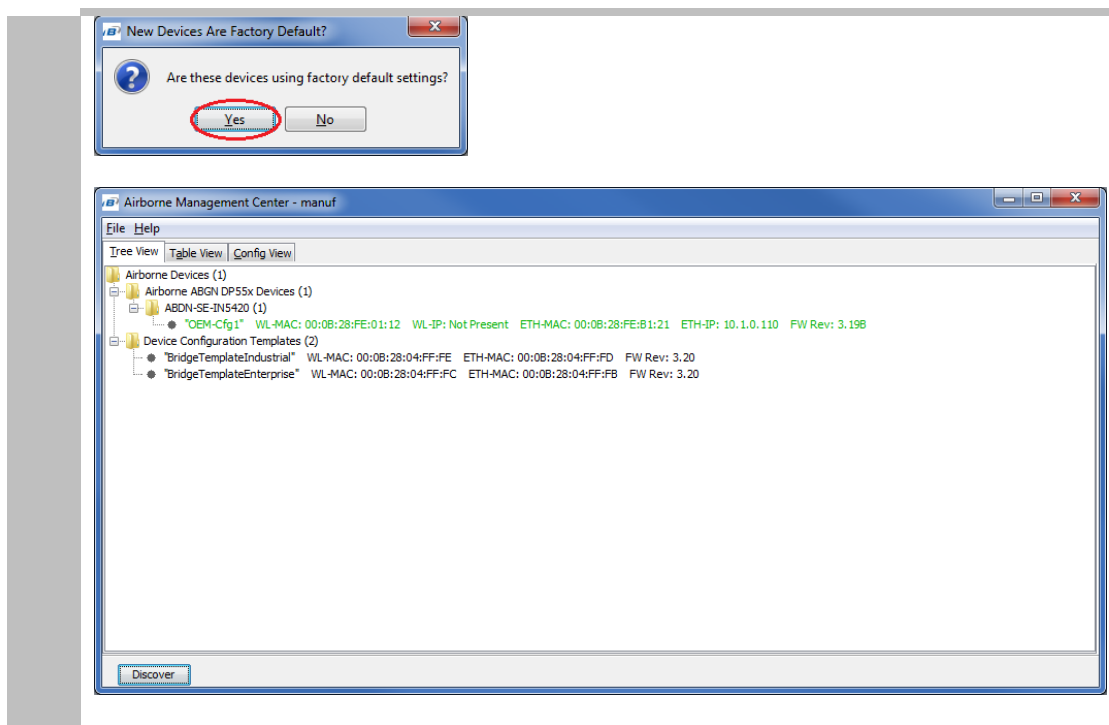 New Devices Are Factory Default?
Are these devices using factory default settings?
Yes No
Airborne Management Center - manuf
File Help
Tree View Table View Config View
Airborne Devices (1)
Airborne ABGN DP55x Devices (1)
ABDN-SE-IN5420 (1)
"OEM-Cfg1" WL-MAC: 00:0B:28:FE:01:12 WL-IP: Not Present ETH-MAC: 00:0B:28:FE:B1:21 ETH-IP: 10.1.0.110 FW Rev: 3.19B
Device Configuration Templates (2)
"BridgeTemplateIndustrial" WL-MAC: 00:0B:28:04:FF:FE ETH-MAC: 00:0B:28:04:FF:FD FW Rev: 3.20
"BridgeTemplateEnterprise" WL-MAC: 00:0B:28:04:FF:FC ETH-MAC: 00:0B:28:04:FF:FB FW Rev: 3.20
Discover